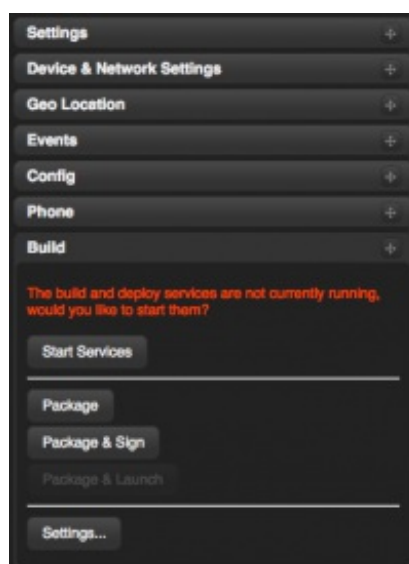 Settings
Device & Network Settings
Geo Location
Events
Config
Phone
Build
The build and deploy services are not currently running,
would you like to start them?
Start Services
Package
Package & Sign
Package & Launch
Settings...